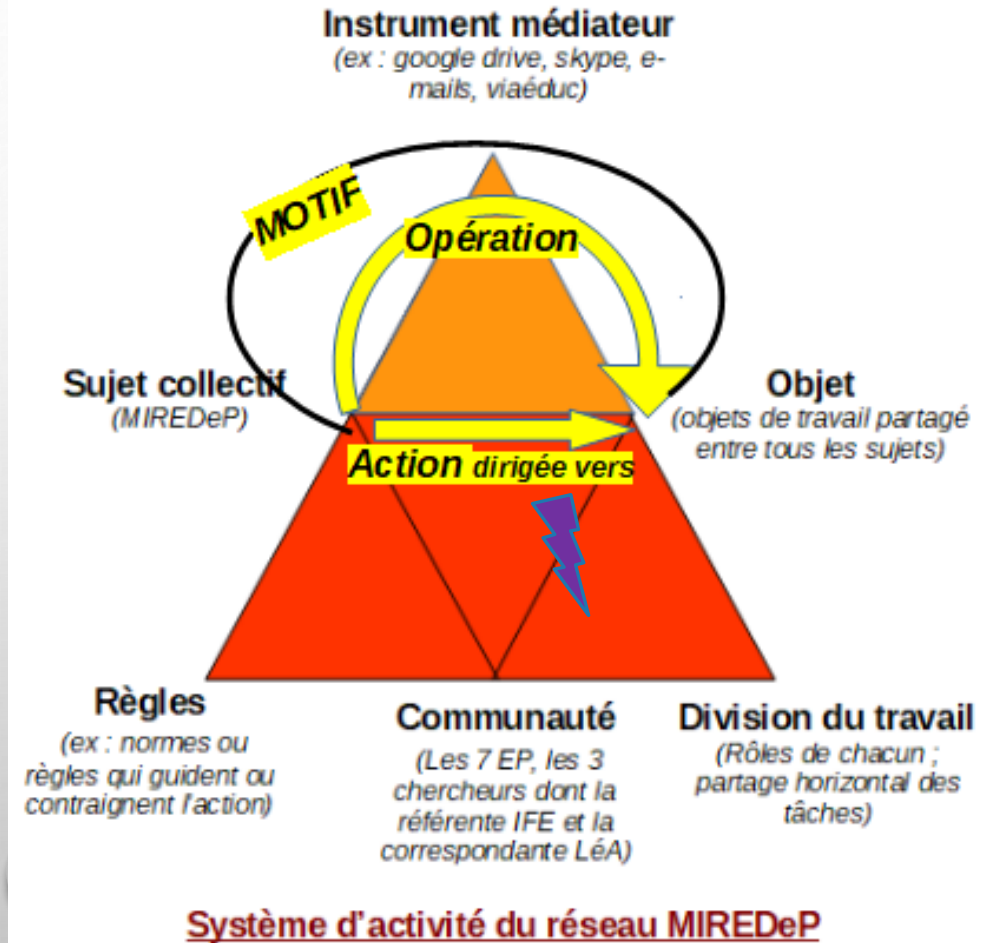 Instrument médiateur
(ex : google drive, skype, e-
mails, viaéduc)
MOTIF
Opération
Sujet collectif
(MIREDeP)
Objet
(objets de travail partagé
entre tous les sujets)
Action dirigée vers
Règles
(ex : normes ou
règles qui guident ou
contraignent l'action)
Communauté
(Les 7 EP, les 3
chercheurs dont la
référente IFE et la
correspondante LéA)
Division du travail
(Rôles de chacun ;
partage horizontal des
tâches)
Système d'activité du réseau MIREDeP